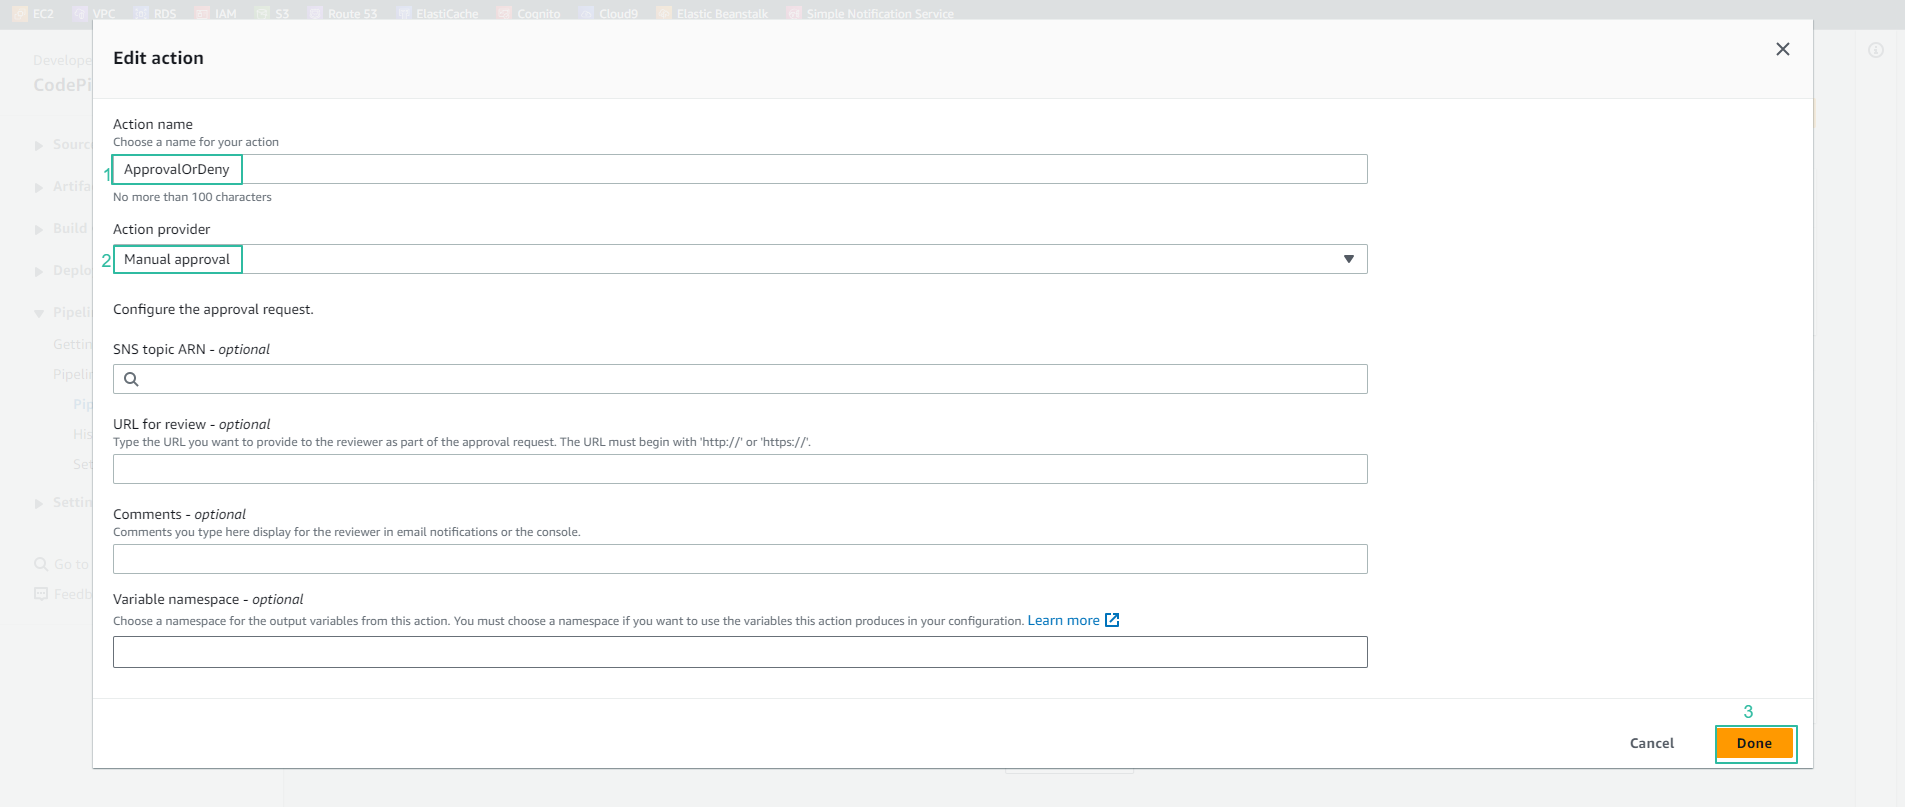 EC2 VPC RDS IAM S3 Route 53 ElastiCache Cognito Cloud9 Elastic Beanstalk Simple Notification Service
Edit action
Develope
CodePi
Action name
Choose a name for your action
Sourc
1 ApprovalOrDeny
Artifa
No more than 100 characters
Build
Action provider
2 Manual approval
Deplo
Pipelin
Configure the approval request.
Gettin
SNS topic ARN - optional
Pipelin
Pip
URL for review - optional
His
Type the URL you want to provide to the reviewer as part of the approval request. The URL must begin with 'http://' or 'https://'.
Set
Settin
Comments - optional
Comments you type here display for the reviewer in email notifications or the console.
Go to
Feedb
Variable namespace - optional
Choose a namespace for the output variables from this action. You must choose a namespace if you want to use the variables this action produces in your configuration. Learn more
3
Cancel
Done